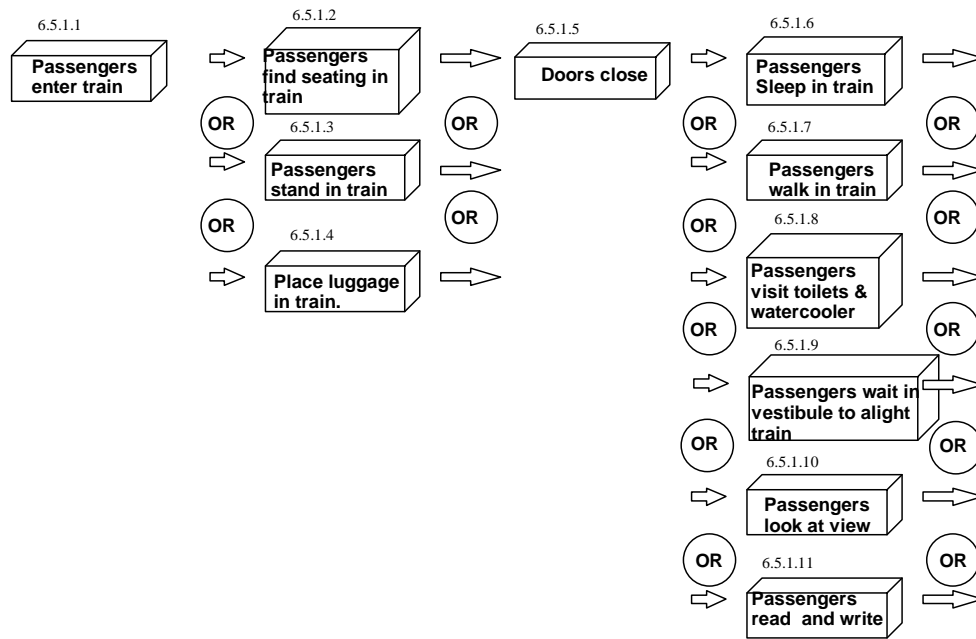 6.5.1.1
Passengers
enter train
6.5.1.2
Passengers
find seating in
train
OR
6.5.1.3
Passengers
stand in train
OR
6.5.1.4
Place luggage
in train.
OR
OR
6.5.1.5
Doors close
6.5.1.6
Passengers
Sleep in train
OR
6.5.1.7
Passengers
walk in train
OR
6.5.1.8
Passengers
visit toilets &
watercooler
OR
6.5.1.9
Passengers wait in
vestibule to alight
train
OR
6.5.1.10
Passengers
look at view
OR
6.5.1.11
Passengers
read and write
OR
OR
OR
OR
OR